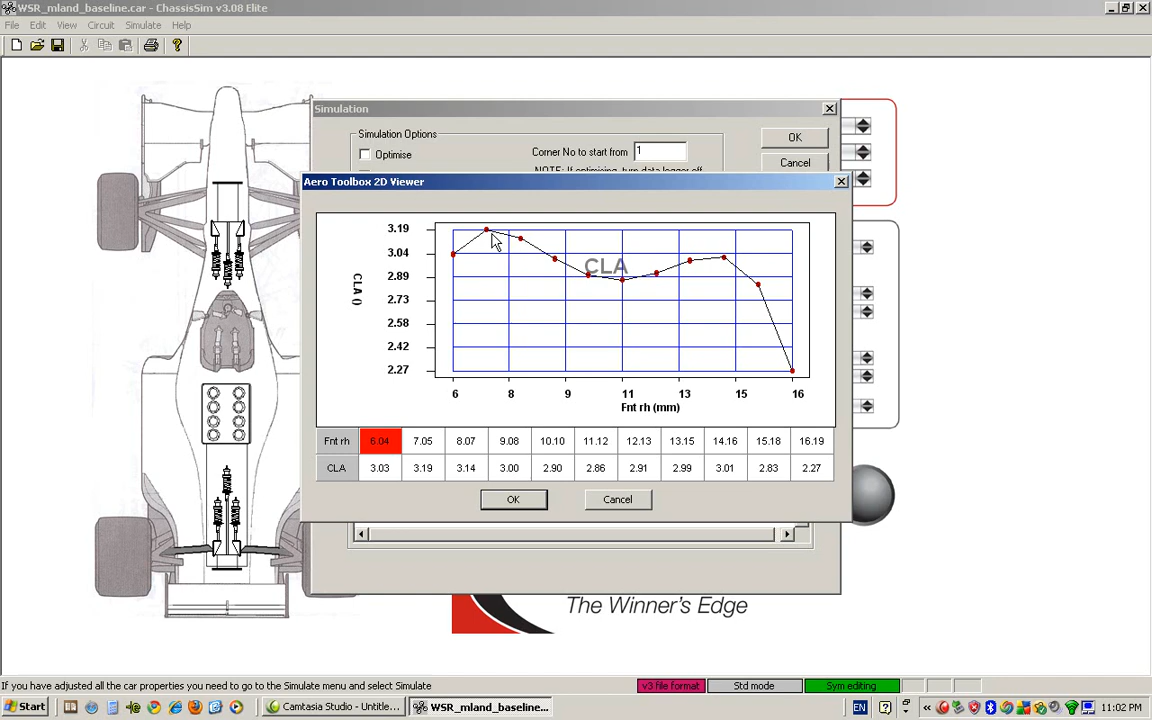 WSR_mland_baseline.car - ChassisSim v3.08 Elite
File Edit View Circuit Simulate Help
Simulation
Simulation Options
Optimise
Corner No to start from 1
NOTE: If optimising, turn data logger off
OK
Cancel
Aero Toolbox 2D Viewer
CLA
CLA ()
3.19
3.04
2.89
2.73
2.58
2.42
2.27
6 8 9 11 13 15 16
Fnt rh (mm)
Fnt rh 6.04 7.05 8.07 9.08 10.10 11.12 12.13 13.15 14.16 15.18 16.19
CLA 3.03 3.19 3.14 3.00 2.90 2.86 2.91 2.99 3.01 2.83 2.27
OK Cancel
The Winner's Edge
If you have adjusted all the car properties you need to go to the Simulate menu and select Simulate
v3 file format Std mode Sym editing
Start Camtasia Studio - Untitle... WSR_mland_baseline... EN 11:02 PM